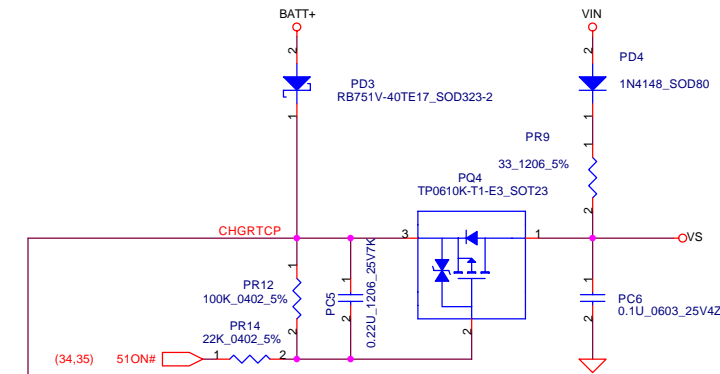 BATT+
VIN
2
2
PD3
RB751V-40TE17_SOD323-2
PD4
1N4148_SOD80
1
1
PR9
33_1206_5%
2
PQ4
TP0610K-T1-E3_SOT23
CHGRTCP
3
1
VS
1
PR12
100K_0402_5%
2
1
PC5
2
0.22U_1206_25V7K
2
1
PC6
0.1U_0603_25V4Z
2
PR14
22K_0402_5%
(34,35)
51ON#
1
2